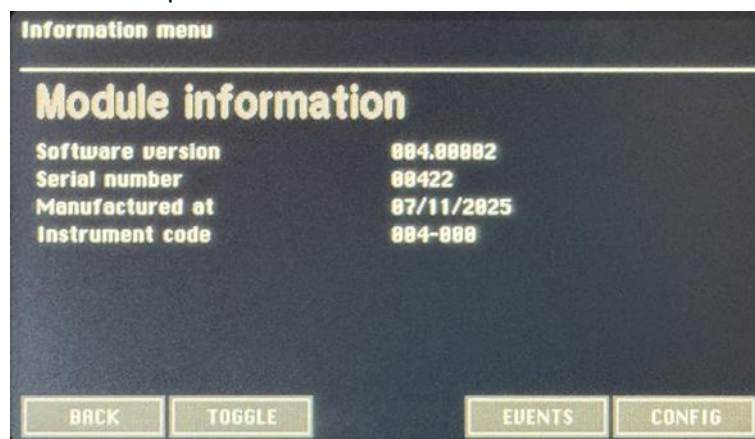 Information menu
Module information
Software version 004.00002
Serial number 00422
Manufactured at 07/11/2025
Instrument code 004-000
BACK TOGGLE EVENTS CONFIG